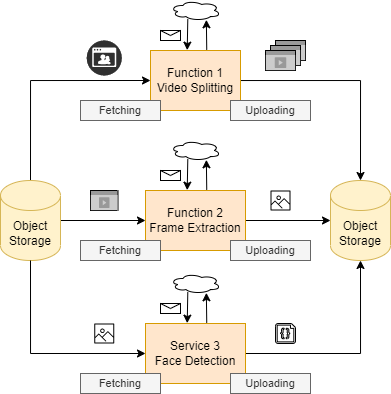 Function 1
Video Splitting
Fetching
Uploading
Object
Storage
Function 2
Frame Extraction
Object
Storage
Fetching
Uploading
Service 3
Face Detection
Fetching
Uploading